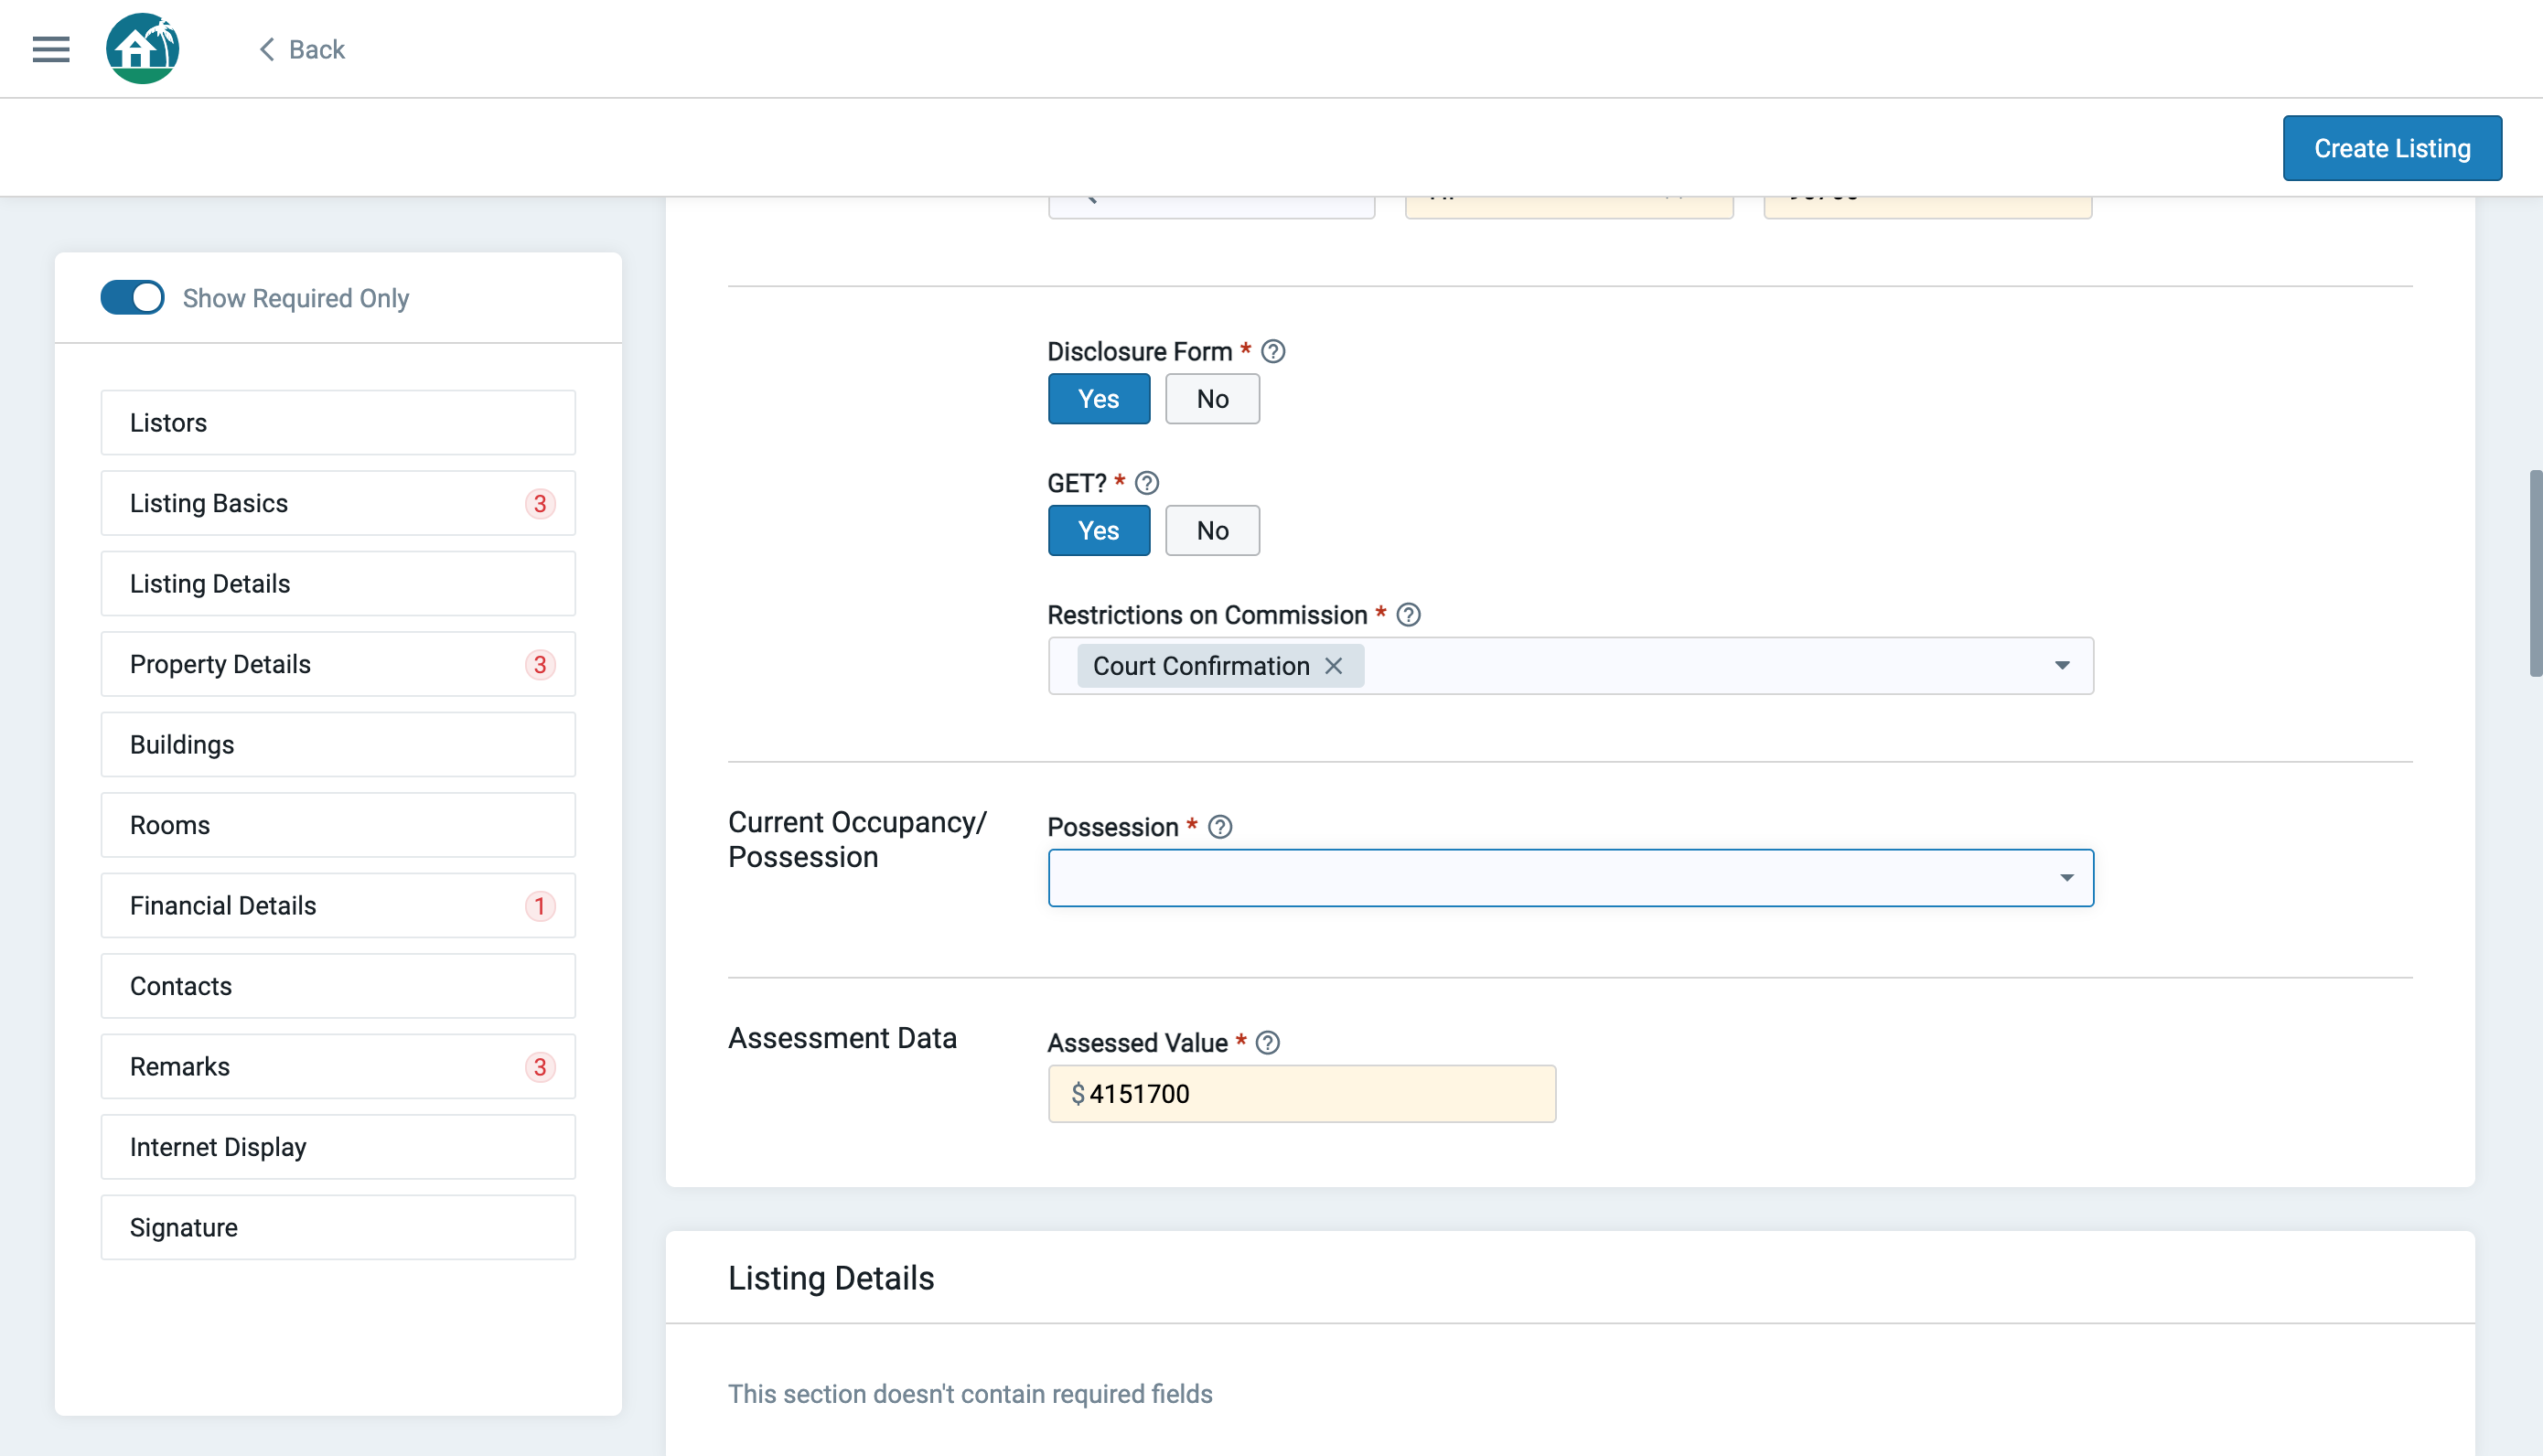 Back
Create Listing
Show Required Only
Listors
Listing Basics 3
Listing Details
Property Details 3
Buildings
Rooms
Financial Details 1
Contacts
Remarks 3
Internet Display
Signature
Disclosure Form * ?
Yes No
GET? * ?
Yes No
Restrictions on Commission * ?
Court Confirmation ×
Current Occupancy/
Possession
Possession * ?
Assessment Data
Assessed Value * ?
$ 4151700
Listing Details
This section doesn't contain required fields